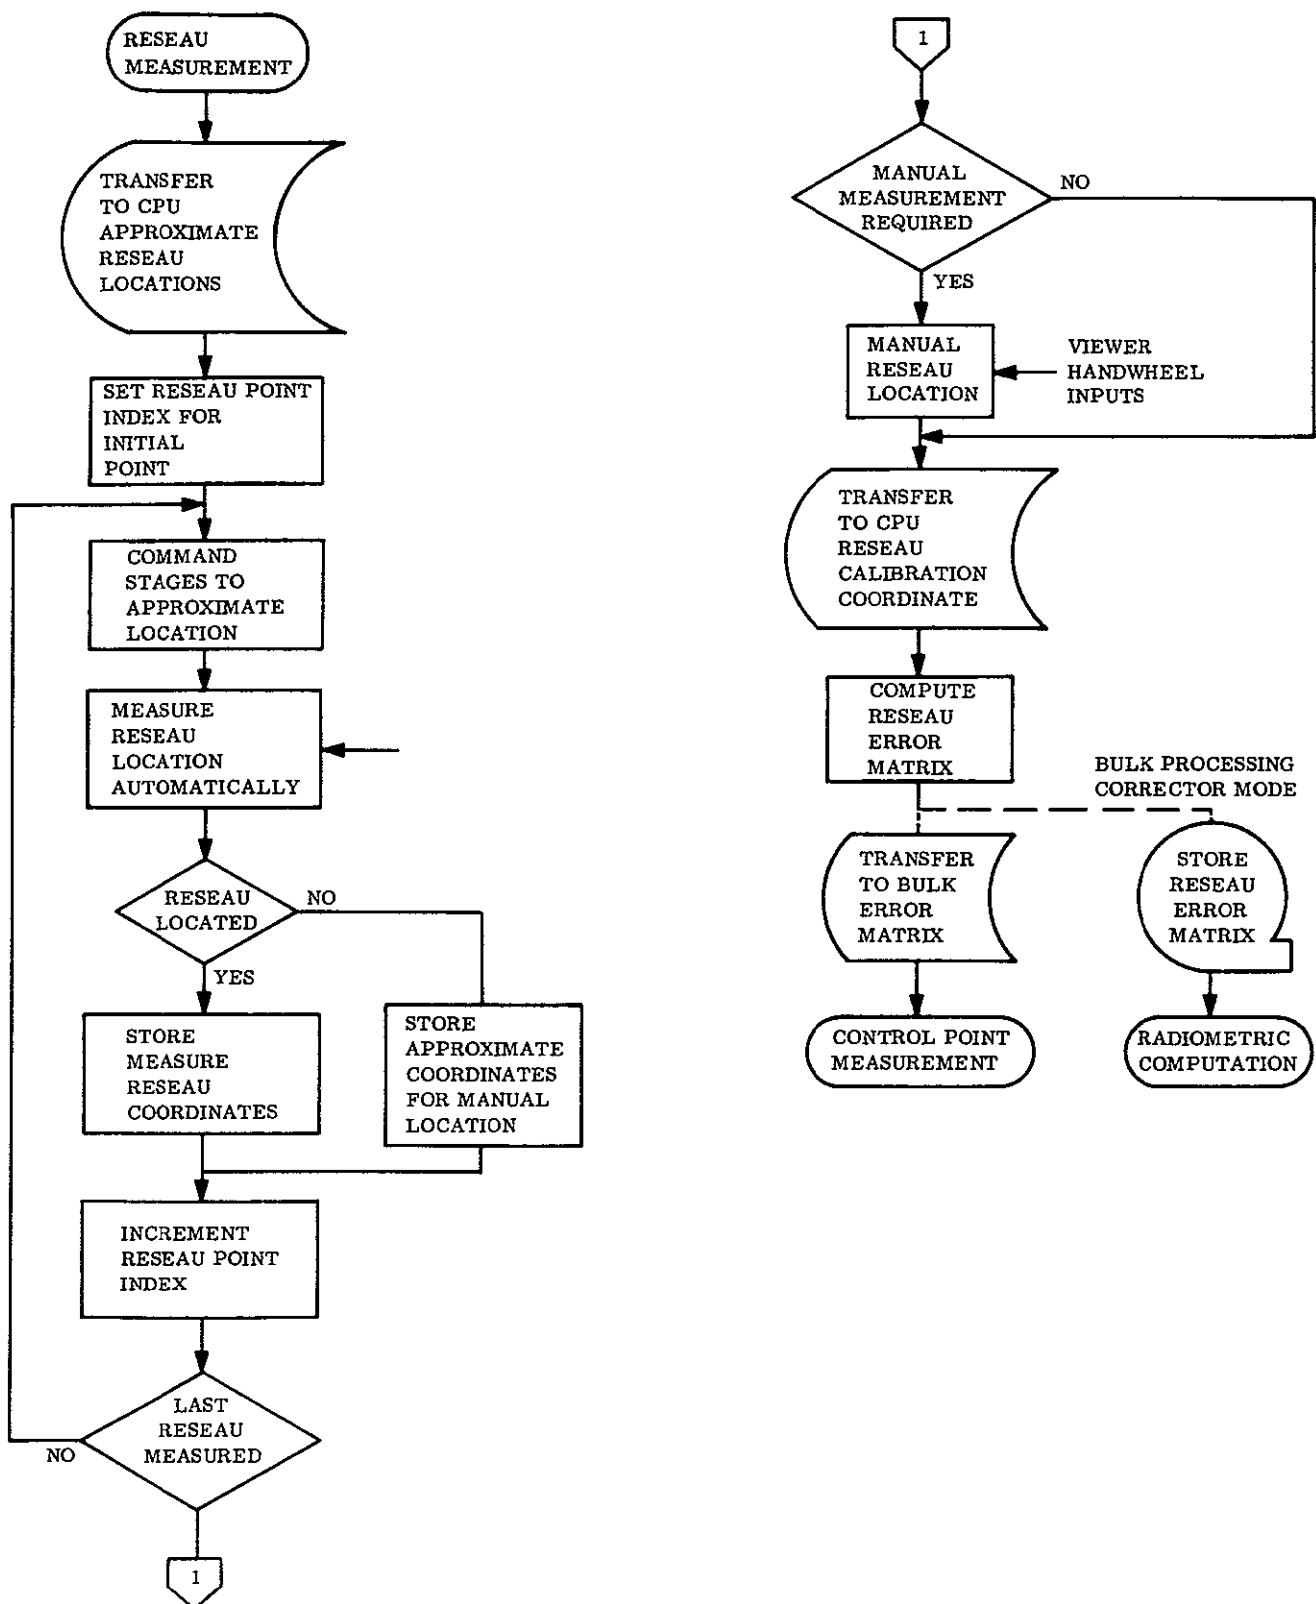 RESEAU
MEASUREMENT
TRANSFER
TO CPU
APPROXIMATE
RESEAU
LOCATIONS
SET RESEAU POINT
INDEX FOR
INITIAL
POINT
COMMAND
STAGES TO
APPROXIMATE
LOCATION
MEASURE
RESEAU
LOCATION
AUTOMATICALLY
RESEAU
LOCATED
NO
YES
STORE
MEASURE
RESEAU
COORDINATES
STORE
APPROXIMATE
COORDINATES
FOR MANUAL
LOCATION
INCREMENT
RESEAU POINT
INDEX
LAST
RESEAU
MEASURED
NO
1
1
MANUAL
MEASUREMENT
REQUIRED
NO
YES
MANUAL
RESEAU
LOCATION
VIEWER
HANDWHEEL
INPUTS
TRANSFER
TO CPU
RESEAU
CALIBRATION
COORDINATE
COMPUTE
RESEAU
ERROR
MATRIX
BULK PROCESSING
CORRECTOR MODE
TRANSFER
TO BULK
ERROR
MATRIX
STORE
RESEAU
ERROR
MATRIX
CONTROL POINT
MEASUREMENT
RADIOMETRIC
COMPUTATION